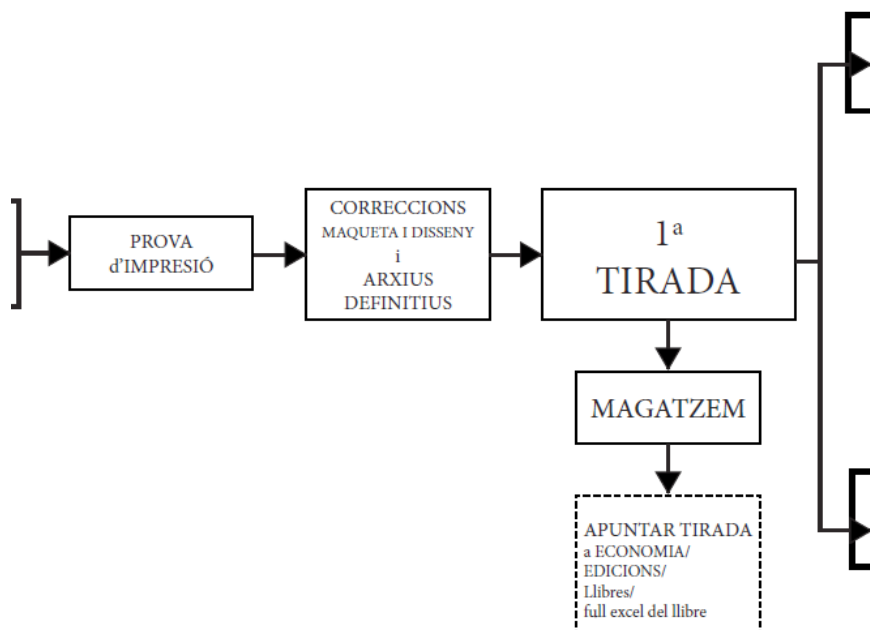 PROVA
d'IMPRESIÓ
CORRECCIONS
MAQUETA I DISSENY
i
ARXIUS
DEFINITIUS
1ª
TIRADA
MAGATZEM
APUNTAR TIRADA
a ECONOMIA/
EDICIONS/
Llibres/
full excel del llibre